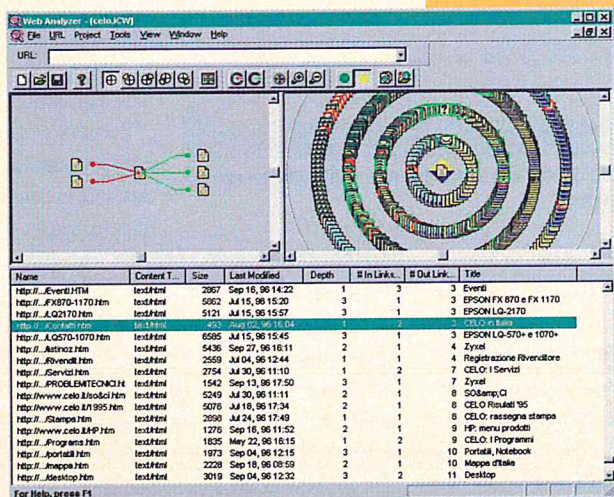 Web Analyzer - [celo.ICW]
File URL Project Tools View Window Help
URL:
Name Content T... Size Last Modified Depth # In Links... # Out Link... Title
http://.../Eventi.HTM text/html 2867 Sep 16, 96 14:22 1 3 3 Eventi
http://.../FX870-1170.htm text/html 5862 Jul 15, 96 15:20 3 1 3 EPSON FX 870 e FX 1170
http://.../LQ2170.htm text/html 5121 Jul 15, 96 15:57 3 1 3 EPSON LQ-2170
http://.../Contatti.htm text/html 493 Aug 02, 96 16:04 1 2 3 CELO in Italia
http://.../LQ570-1070.htm text/html 6585 Jul 15, 96 15:45 3 1 3 EPSON LQ-570+ e 1070+
http://.../listinoz.htm text/html 5436 Sep 27, 96 16:11 2 1 4 Zyxel
http://.../Rivendit.htm text/html 2559 Jul 04, 96 12:44 1 1 4 Registrazione Rivenditore
http://.../Servizi.htm text/html 2754 Jul 30, 96 11:10 1 2 7 CELO: I Servizi
http://.../PROBLEMITECNICI.ht text/html 1542 Sep 13, 96 17:50 3 1 7 Zyxel
http://www.celo.it/so&ci.htm text/html 5249 Jul 30, 96 11:11 2 1 8 SO&amp;CI
http://www.celo.it/1995.htm text/html 5076 Jul 18, 96 17:34 2 1 8 CELO Risulati '95
http://.../Stampa.htm text/html 2898 Jul 24, 96 17:49 1 1 8 CELO: rassegna stampa
http://www.celo.it/HP.htm text/html 1276 Sep 16, 96 11:52 2 1 9 HP: menu prodotti
http://.../Programs.htm text/html 1835 May 22, 96 16:15 1 2 9 CELO: I Programmi
http://.../portatili.htm text/html 1973 Sep 04, 96 12:15 3 1 10 Portatili, Notebook
http://.../mappa.htm text/html 2228 Sep 18, 96 08:59 2 1 10 Mappa d'Italia
http://.../desktop.htm text/html 3019 Sep 04, 96 12:32 3 2 11 Desktop
For Help, press F1